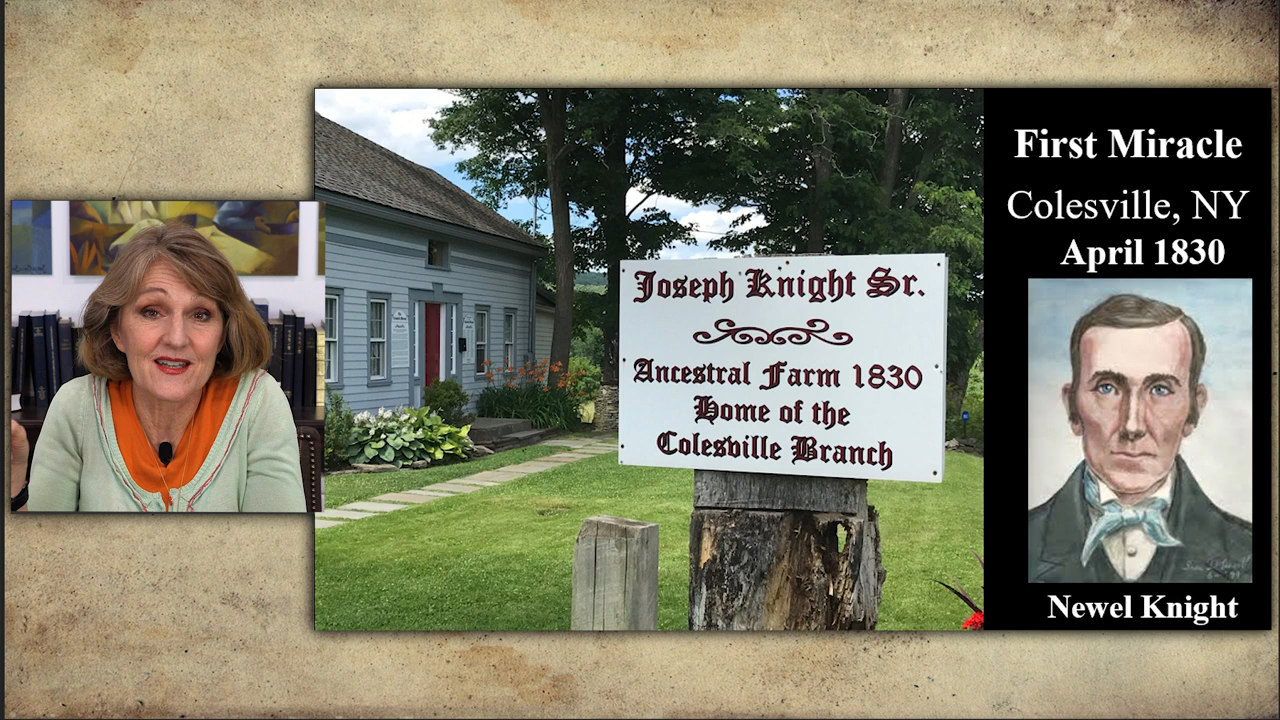 Joseph Knight Sr.
Ancestral Farm 1830
Home of the
Colesville Branch
First Miracle
Colesville, NY
April 1830
Newel Knight